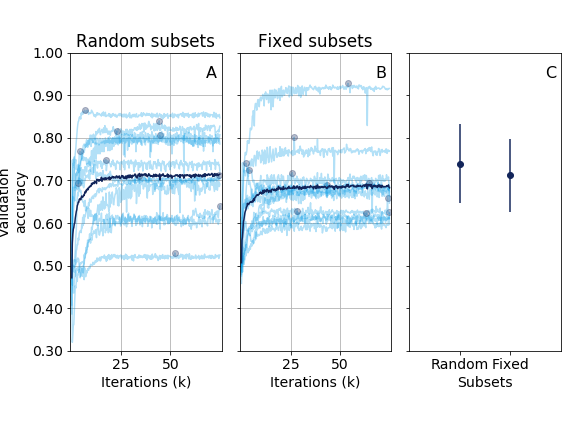 Random subsets
Fixed subsets
A
B
C
1.00
0.90
0.80
0.70
0.60
0.50
0.40
0.30
Validation
accuracy
25
50
25
50
Random
Fixed
Iterations (k)
Iterations (k)
Subsets